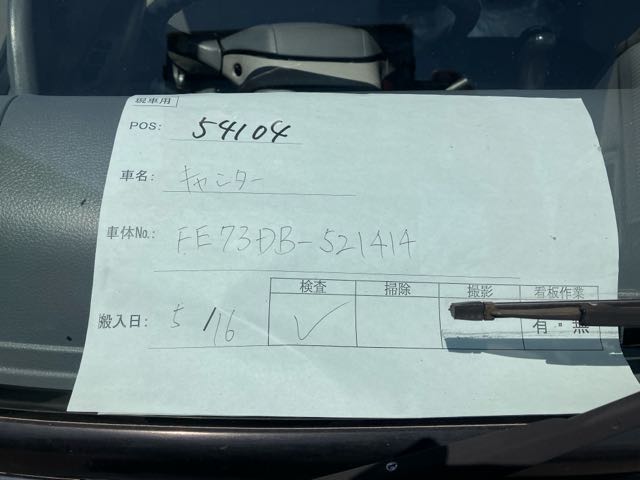 現車用
POS: 54104
車名: キャンター
車体No.: FE73DB-521414
検査 掃除 撮影 看板作業
搬入日: 5/16 ✓ 有・無